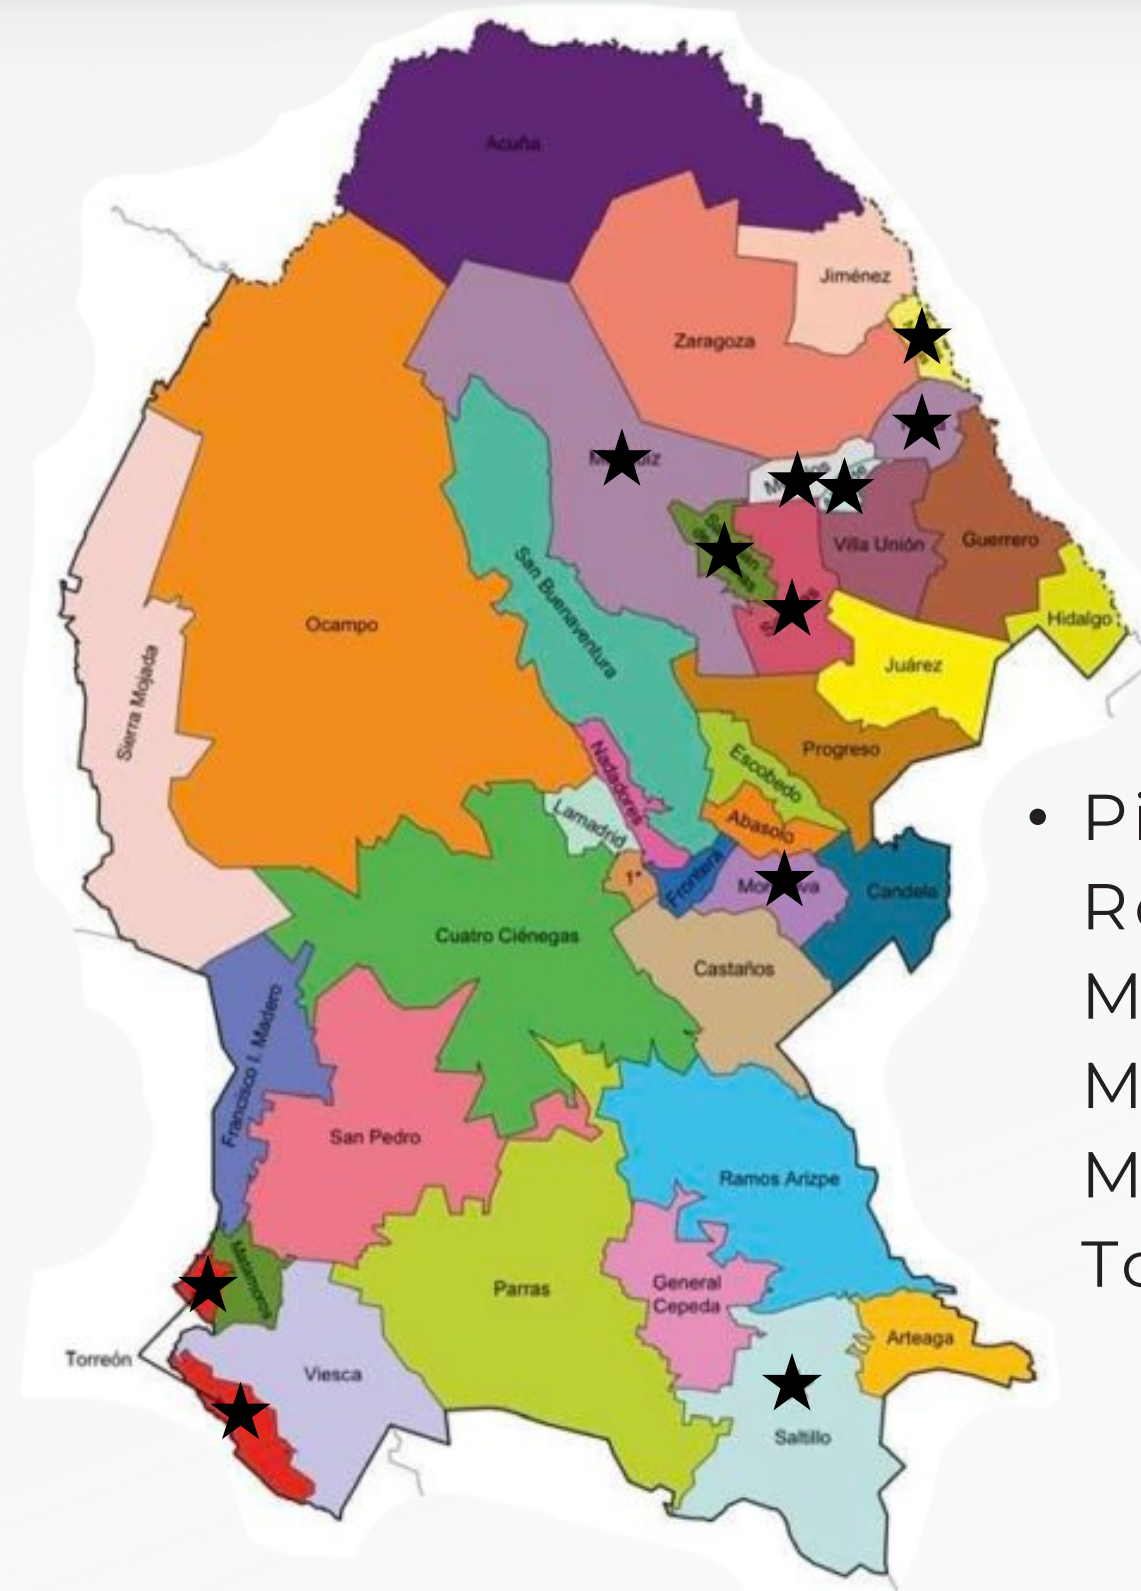 Acuña
Jiménez
Zaragoza
Villa Unión
Guerrero
Hidalgo
Ocampo
San Buenaventura
Sierra Mojada
Juárez
Progreso
Nadadores
Escobedo
Lamadrid
Abasolo
1*
Frontera
Candela
Cuatro Ciénegas
Castaños
Francisco I. Madero
San Pedro
Ramos Arizpe
Matamoros
Parras
General
Cepeda
Arteaga
Torreón
Viesca
Saltillo
• Pi
Re
M
M
M
To